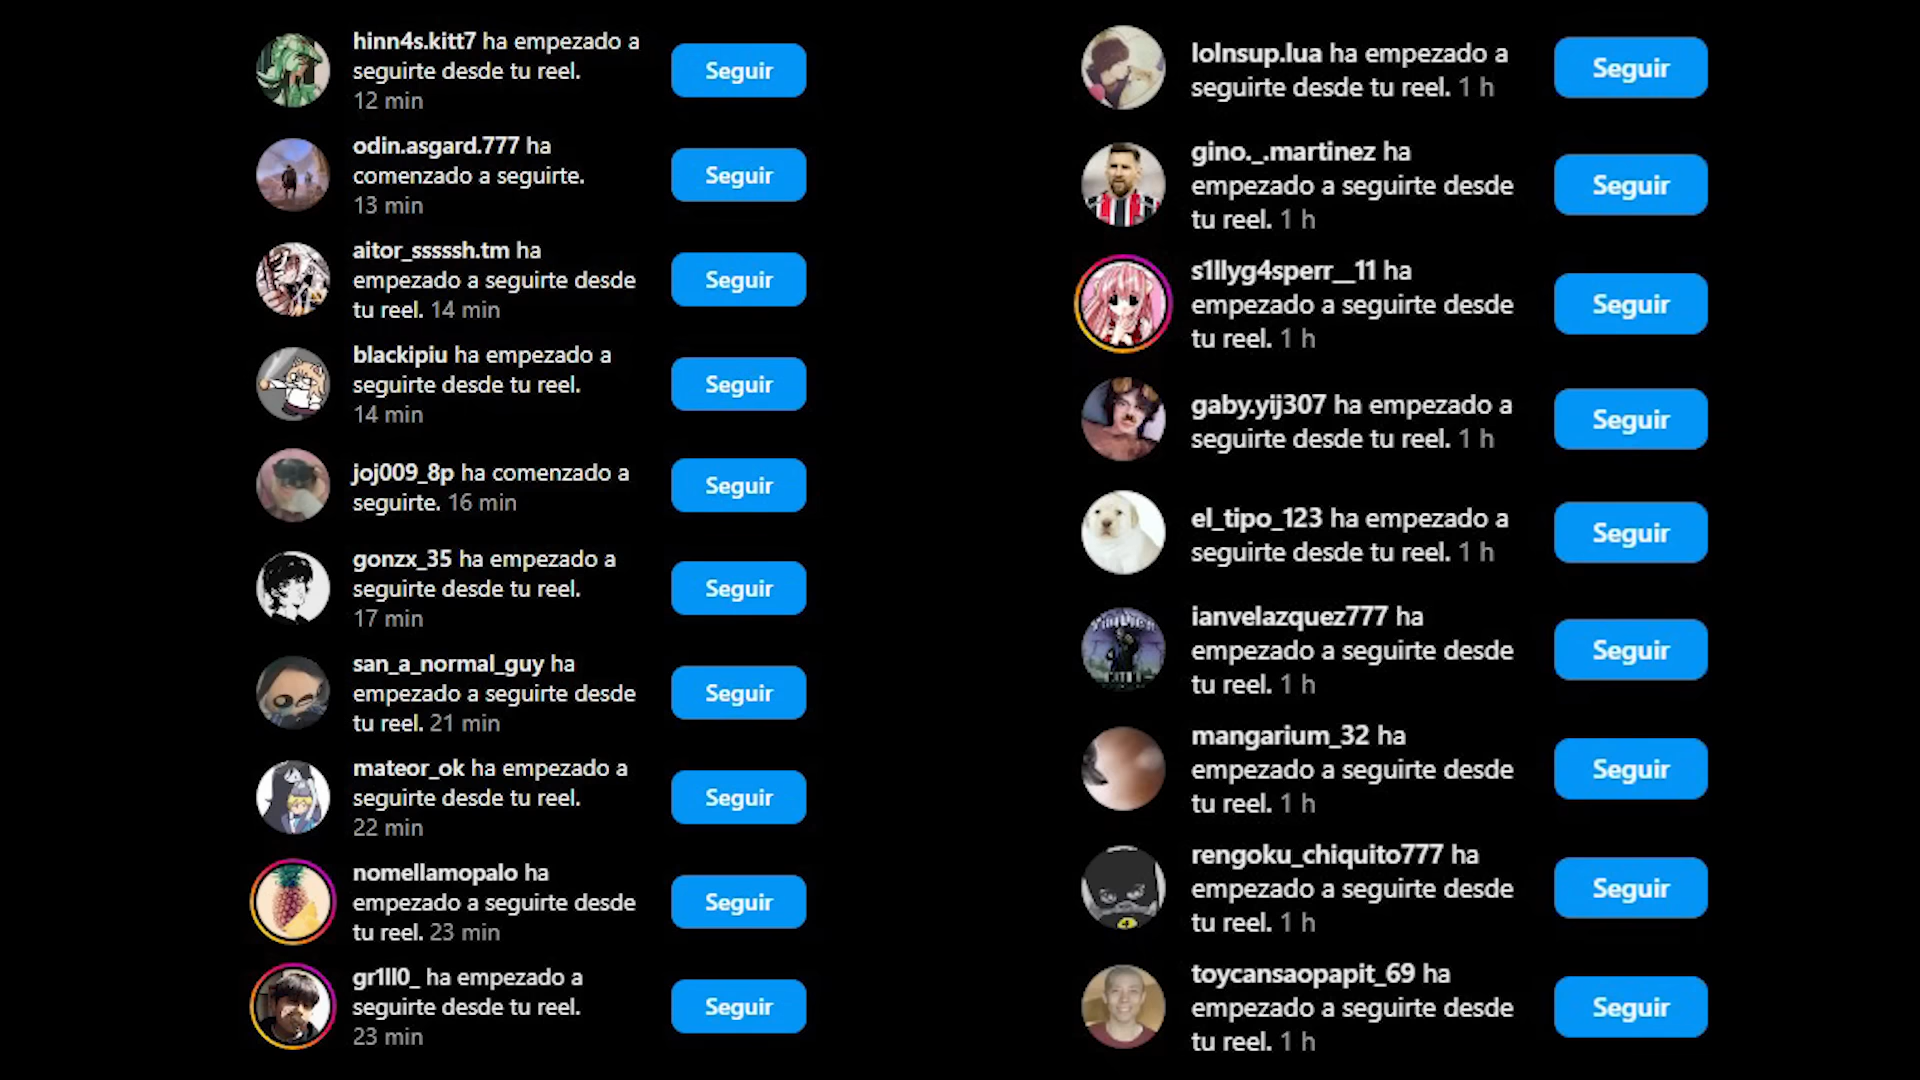 hinn4s.kitt7 ha empezado a
seguirte desde tu reel.
12 min
Seguir
odin.asgard.777 ha
comenzado a seguirte.
13 min
Seguir
aitor_sssssh.tm ha
empezado a seguirte desde
tu reel. 14 min
Seguir
blackipiu ha empezado a
seguirte desde tu reel.
14 min
Seguir
joj009_8p ha comenzado a
seguirte. 16 min
Seguir
gonzx_35 ha empezado a
seguirte desde tu reel.
17 min
Seguir
san_a_normal_guy ha
empezado a seguirte desde
tu reel. 21 min
Seguir
mateor_ok ha empezado a
seguirte desde tu reel.
22 min
Seguir
nomellamopalo ha
empezado a seguirte desde
tu reel. 23 min
Seguir
gr1ll0_ ha empezado a
seguirte desde tu reel.
23 min
Seguir
lolnsup.lua ha empezado a
seguirte desde tu reel. 1 h
Seguir
gino._.martinez ha
empezado a seguirte desde
tu reel. 1 h
Seguir
s1llyg4sperr__11 ha
empezado a seguirte desde
tu reel. 1 h
Seguir
gaby.yij307 ha empezado a
seguirte desde tu reel. 1 h
Seguir
el_tipo_123 ha empezado a
seguirte desde tu reel. 1 h
Seguir
ianvelazquez777 ha
empezado a seguirte desde
tu reel. 1 h
Seguir
mangarium_32 ha
empezado a seguirte desde
tu reel. 1 h
Seguir
rengoku_chiquito777 ha
empezado a seguirte desde
tu reel. 1 h
Seguir
toycansaopapit_69 ha
empezado a seguirte desde
tu reel. 1 h
Seguir